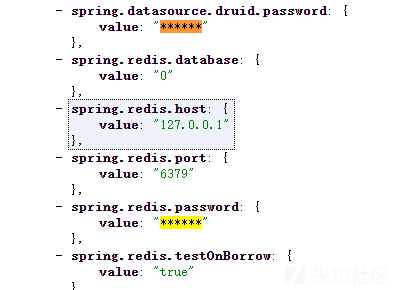 - spring.datasource.druid.password: {
value: "******"
},
- spring.redis.database: {
value: "0"
},
- spring.redis.host: {
value: "127.0.0.1"
},
- spring.redis.port: {
value: "6379"
},
- spring.redis.password: {
value: "******"
},
- spring.redis.testOnBorrow: {
value: "true"
}
先知社区